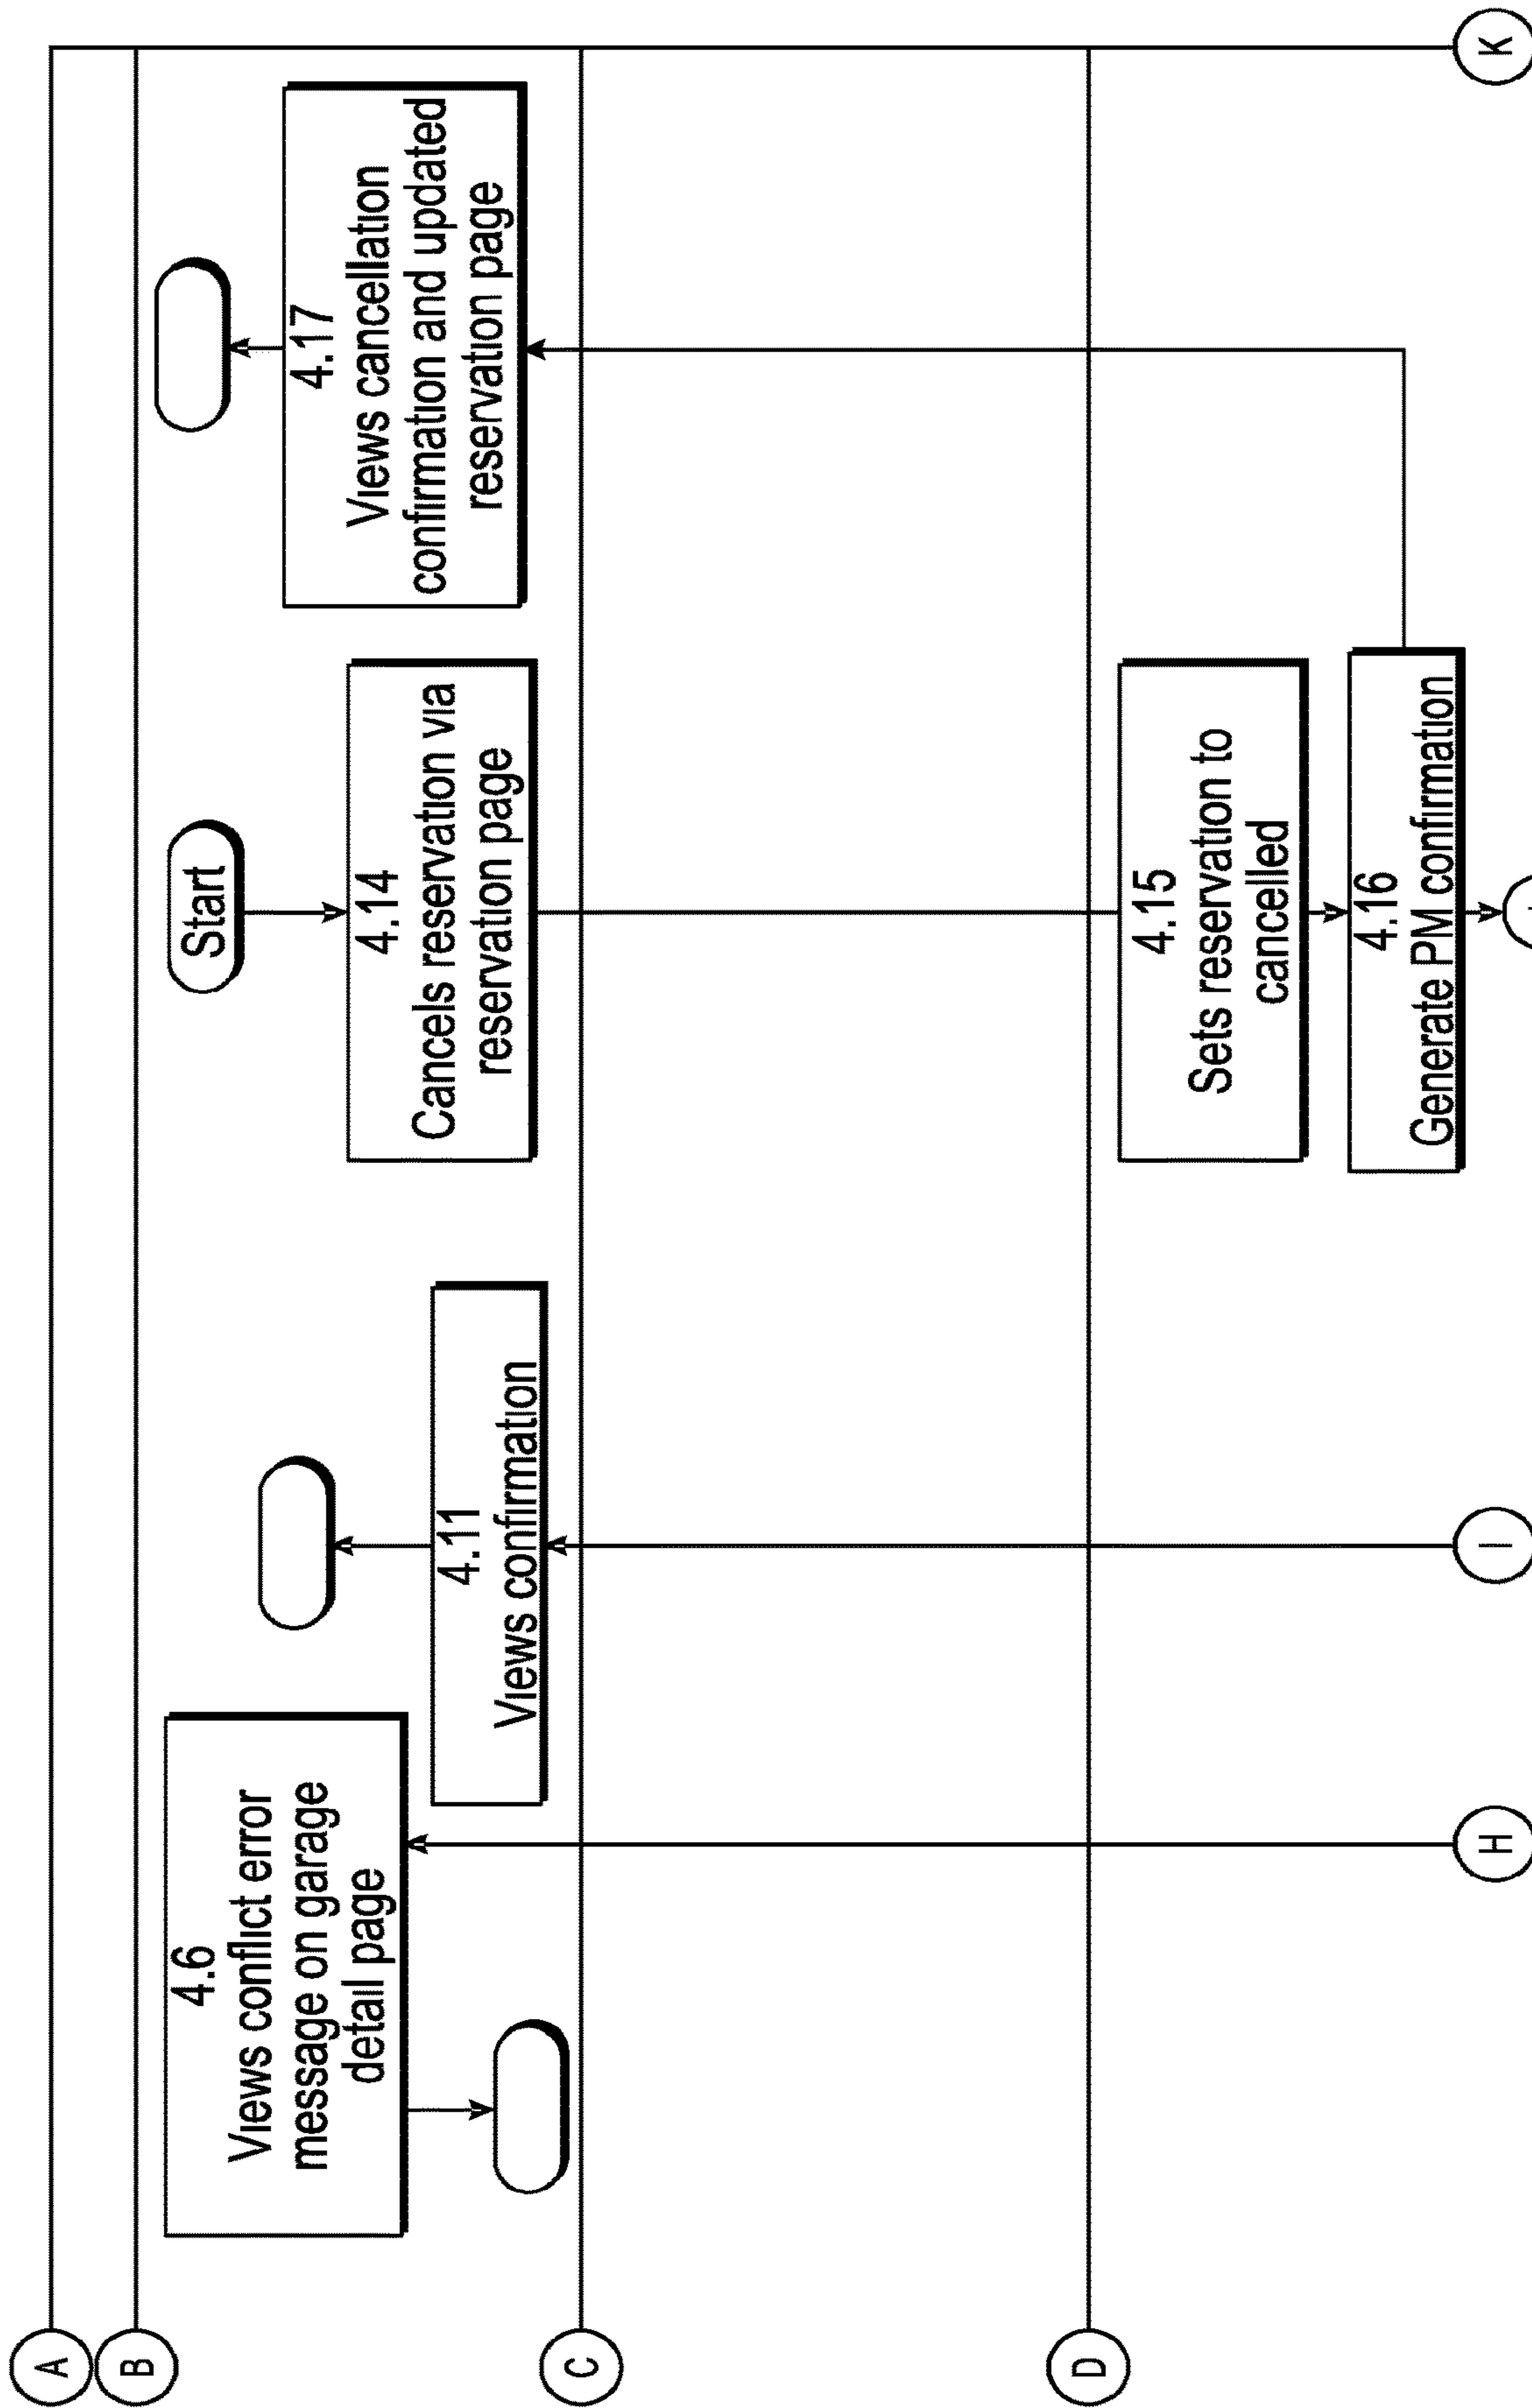 A
B
4.6
Views conflict error
message on garage
detail page
4.11
Views confirmation
Start
4.14
Cancels reservation via
reservation page
4.17
Views cancellation
confirmation and updated
reservation page
C
D
4.15
Sets reservation to
cancelled
4.16
Generate PM confirmation
H
I
K